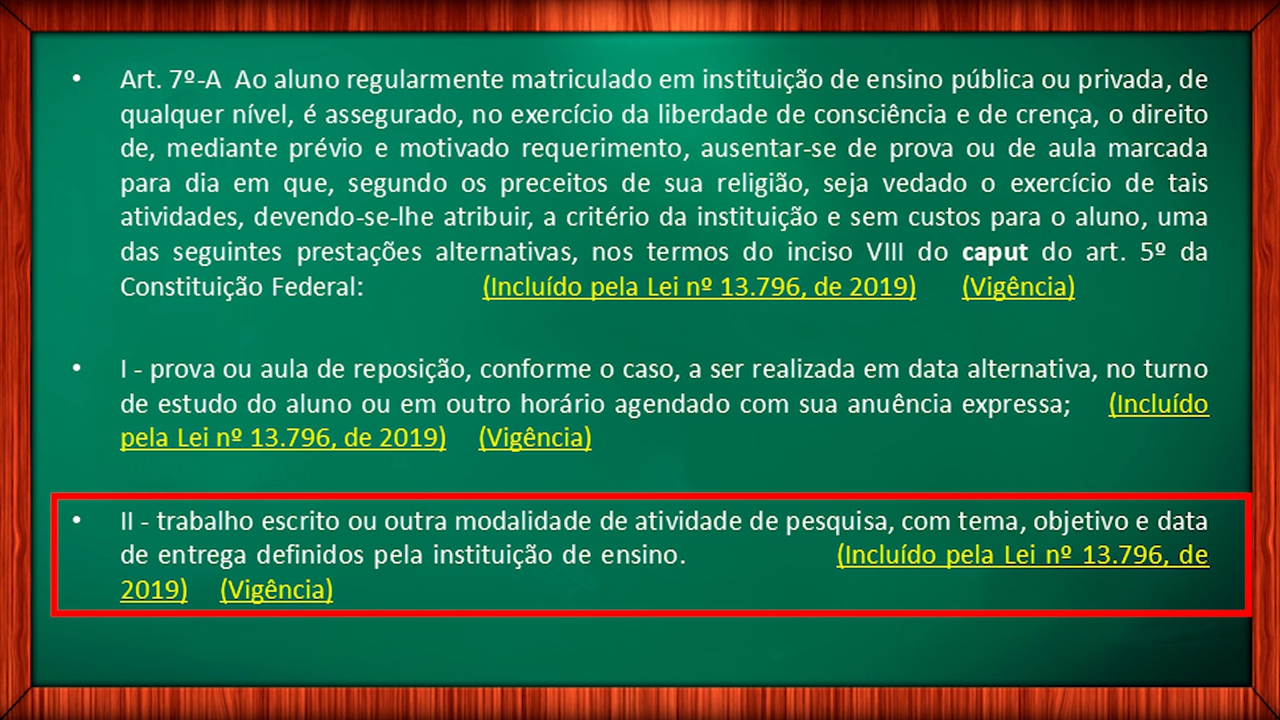 • Art. 7º-A  Ao aluno regularmente matriculado em instituição de ensino pública ou privada, de
qualquer nível, é assegurado, no exercício da liberdade de consciência e de crença, o direito
de, mediante prévio e motivado requerimento, ausentar-se de prova ou de aula marcada
para dia em que, segundo os preceitos de sua religião, seja vedado o exercício de tais
atividades, devendo-se-lhe atribuir, a critério da instituição e sem custos para o aluno, uma
das seguintes prestações alternativas, nos termos do inciso VIII do caput do art. 5º da
Constituição Federal: (Incluído pela Lei nº 13.796, de 2019) (Vigência)
• I - prova ou aula de reposição, conforme o caso, a ser realizada em data alternativa, no turno
de estudo do aluno ou em outro horário agendado com sua anuência expressa; (Incluído
pela Lei nº 13.796, de 2019) (Vigência)
• II - trabalho escrito ou outra modalidade de atividade de pesquisa, com tema, objetivo e data
de entrega definidos pela instituição de ensino. (Incluído pela Lei nº 13.796, de
2019) (Vigência)